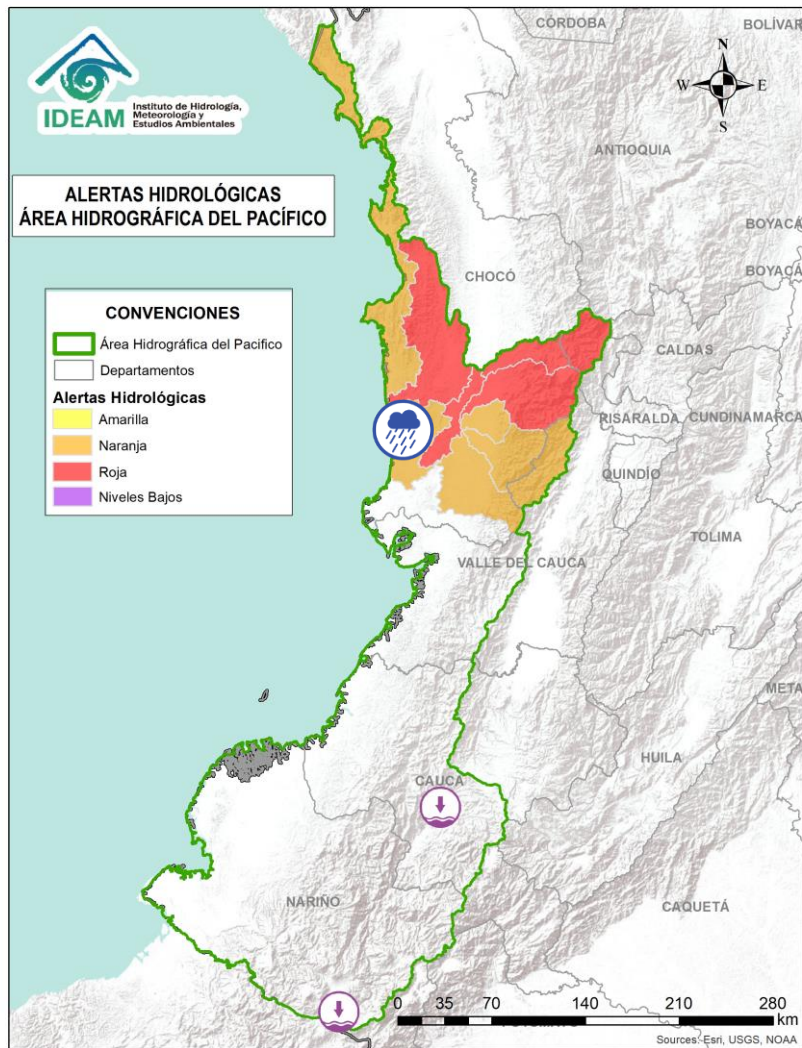 IDEAM
Instituto de Hidrología,
Meteorología y
Estudios Ambientales
ALERTAS HIDROLÓGICAS
ÁREA HIDROGRÁFICA DEL PACÍFICO
CONVENCIONES
Área Hidrográfica del Pacifico
Departamentos
Alertas Hidrológicas
Amarilla
Naranja
Roja
Niveles Bajos
N
W
E
S
CÓRDOBA
BOLÍVAR
ANTIOQUIA
BOYACÁ
BOYACÁ
CHOCÓ
CALDAS
RISARALDA
CUNDINAMARCA
QUINDÍO
TOLIMA
VALLE DEL CAUCA
META
HUILA
CAUCA
NARIÑO
CAQUETÁ
0 35 70 140 210 280
km
Sources: Esri, USGS, NOAA